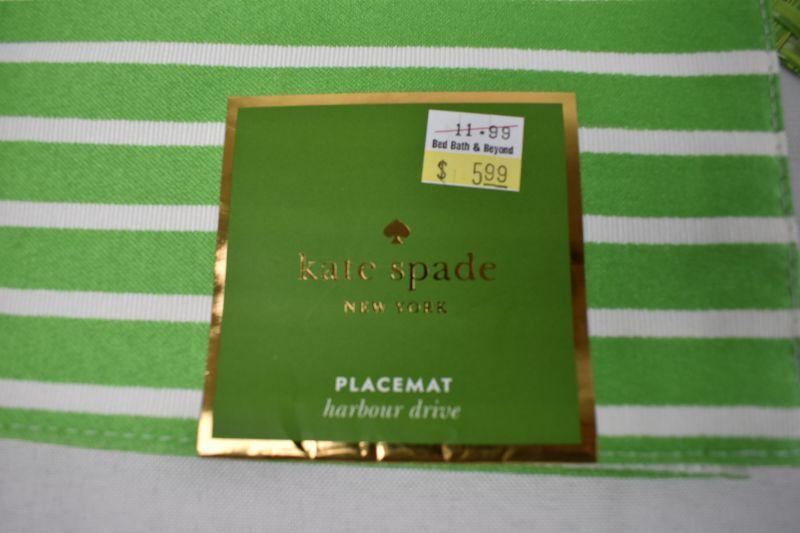 11.99
Bed Bath & Beyond
$ 5.99
kate spade
NEW YORK
PLACEMAT
harbour drive